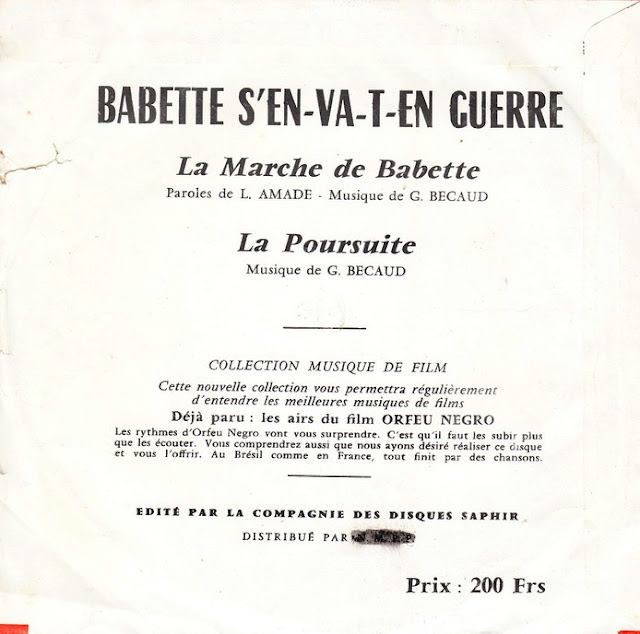 BABETTE S'EN-VA-T-EN GUERRE
La Marche de Babette
Paroles de L. AMADE - Musique de G. BECAUD
La Poursuite
Musique de G. BECAUD
COLLECTION MUSIQUE DE FILM
Cette nouvelle collection vous permettra régulièrement
d'entendre les meilleures musiques de films
Déjà paru : les airs du film ORFEU NEGRO
Les rythmes d'Orfeu Negro vont vous surprendre. C'est qu'il faut les subir plus
que les écouter. Vous comprendrez aussi que nous ayons désiré réaliser ce disque
et vous l'offrir. Au Brésil comme en France, tout finit par des chansons.
EDITÉ PAR LA COMPAGNIE DES DISQUES SAPHIR
DISTRIBUÉ PAR N.M.P.P.
Prix : 200 Frs